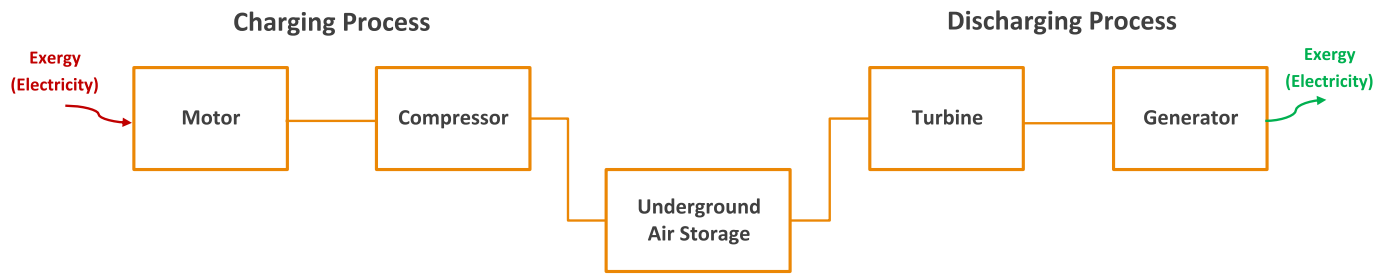 Charging Process
Discharging Process
Exergy
(Electricity)
Motor
Compressor
Underground
Air Storage
Turbine
Generator
Exergy
(Electricity)